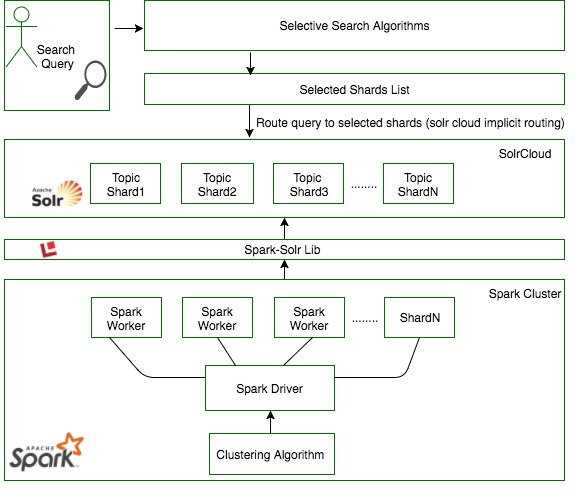 Search
Query
Selective Search Algorithms
Selected Shards List
Route query to selected shards (solr cloud implicit routing)
SolrCloud
Apache
Solr
Topic
Shard1
Topic
Shard2
Topic
Shard3
........
Topic
ShardN
Spark-Solr Lib
Spark Cluster
Spark
Worker
Spark
Worker
Spark
Worker
........
ShardN
Spark Driver
Clustering Algorithm
APACHE
Spark